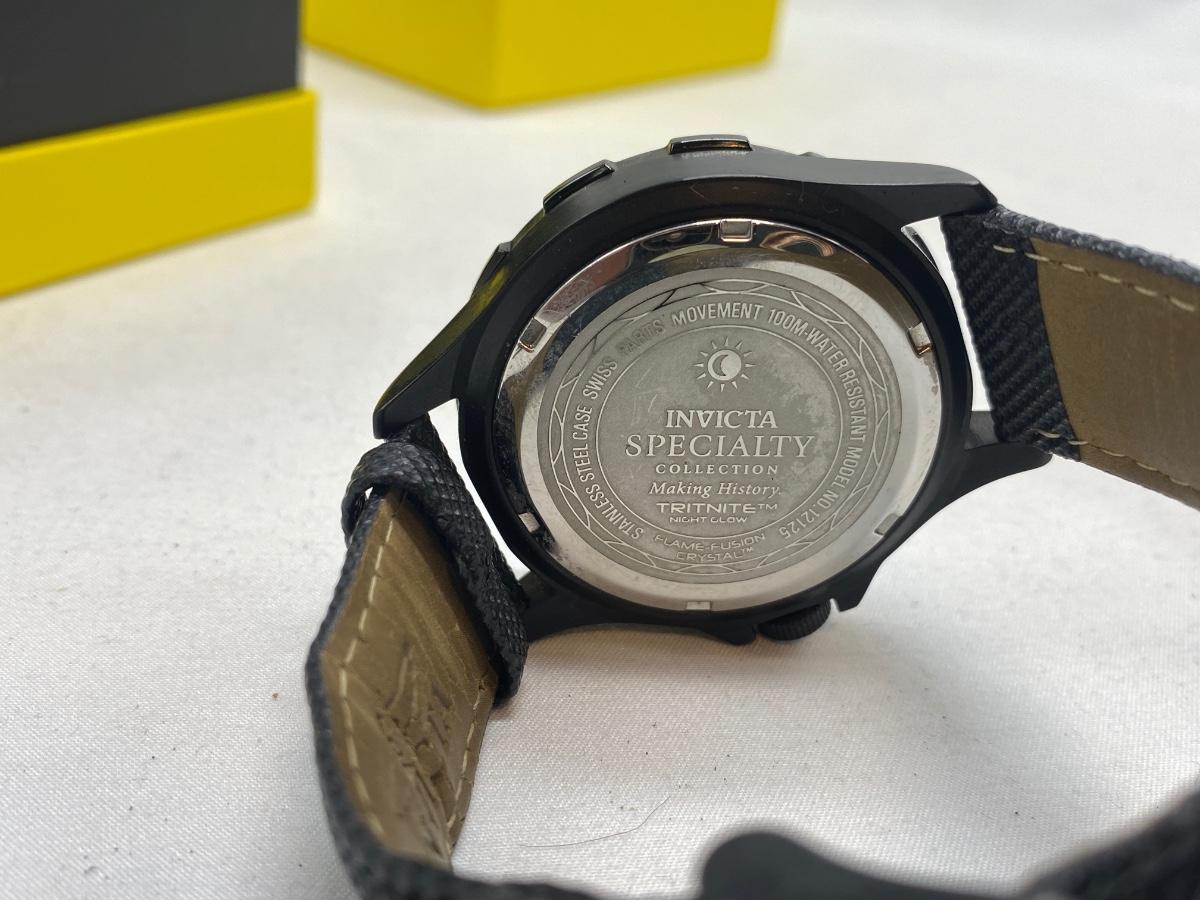 STAINLESS STEEL CASE SWISS PARTS MOVEMENT 100M-WATER RESISTANT MODEL NO.12125
INVICTA
SPECIALTY
COLLECTION
Making History.
TRITNITE™
NIGHT GLOW
FLAME-FUSION
CRYSTAL™